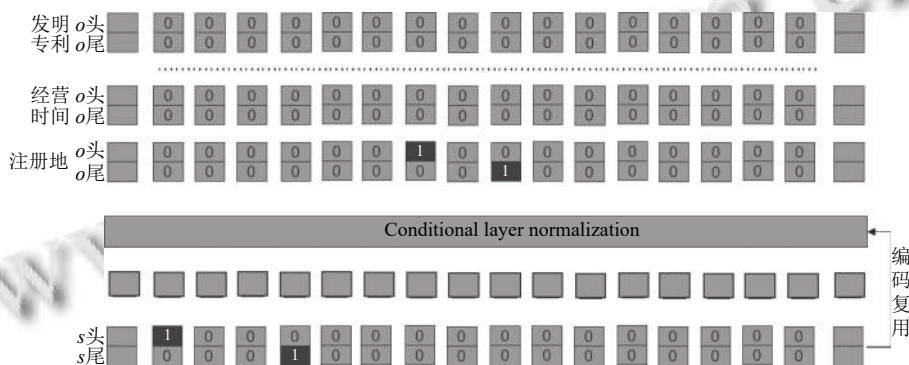 发明 o头 0 0 0 0 0 0 0 0 0 0 0 0 0 0 0 0
专利 o尾 0 0 0 0 0 0 0 0 0 0 0 0 0 0 0 0
经营 o头 0 0 0 0 0 0 0 0 0 0 0 0 0 0 0 0
时间 o尾 0 0 0 0 0 0 0 0 0 0 0 0 0 0 0 0
注册地 o头 0 0 0 0 0 0 1 0 0 0 0 0 0 0 0 0
o尾 0 0 0 0 0 0 0 0 1 0 0 0 0 0 0 0
Conditional layer normalization
编码复用
s头 1 0 0 0 0 0 0 0 0 0 0 0 0 0 0 0
s尾 0 0 0 1 0 0 0 0 0 0 0 0 0 0 0 0